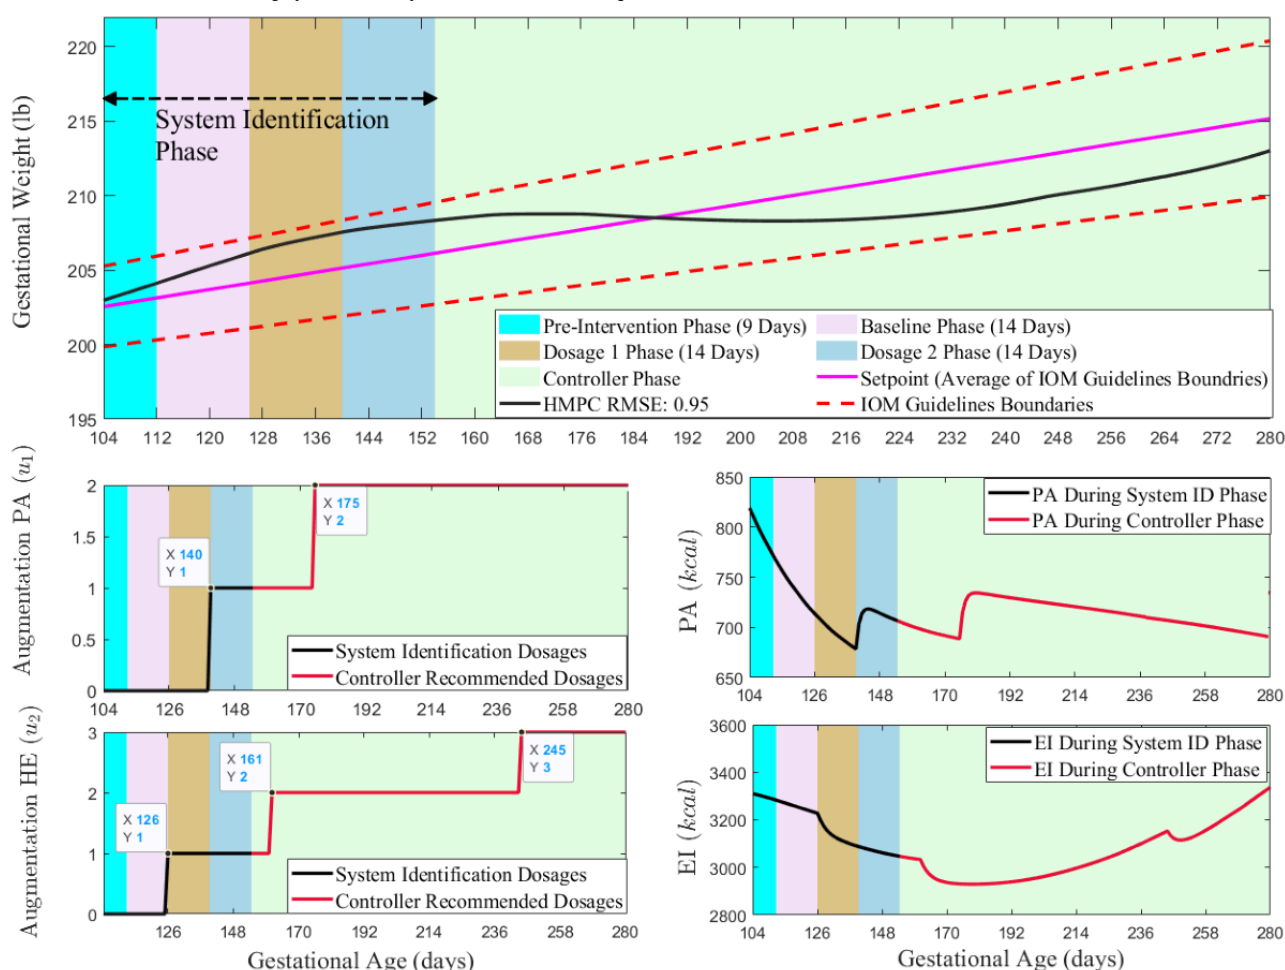 220
215
210
205
200
195
Gestational Weight (lb)
System Identification
Phase
Pre-Intervention Phase (9 Days)
Baseline Phase (14 Days)
Dosage 1 Phase (14 Days)
Dosage 2 Phase (14 Days)
Controller Phase
Setpoint (Average of IOM Guidelines Boundries)
HMPC RMSE: 0.95
IOM Guidelines Boundaries
104 112 120 128 136 144 152 160 168 176 184 192 200 208 216 224 232 240 248 256 264 272 280
Augmentation PA (u1)
2
1.5
1
0.5
0
X 175
Y 2
X 140
Y 1
System Identification Dosages
Controller Recommended Dosages
104 126 148 170 192 214 236 258 280
PA (kcal)
850
800
750
700
650
PA During System ID Phase
PA During Controller Phase
104 126 148 170 192 214 236 258 280
Augmentation HE (u2)
3
2
1
0
X 161
Y 2
X 245
Y 3
X 126
Y 1
System Identification Dosages
Controller Recommended Dosages
104 126 148 170 192 214 236 258 280
Gestational Age (days)
EI (kcal)
3600
3400
3200
3000
2800
EI During System ID Phase
EI During Controller Phase
104 126 148 170 192 214 236 258 280
Gestational Age (days)